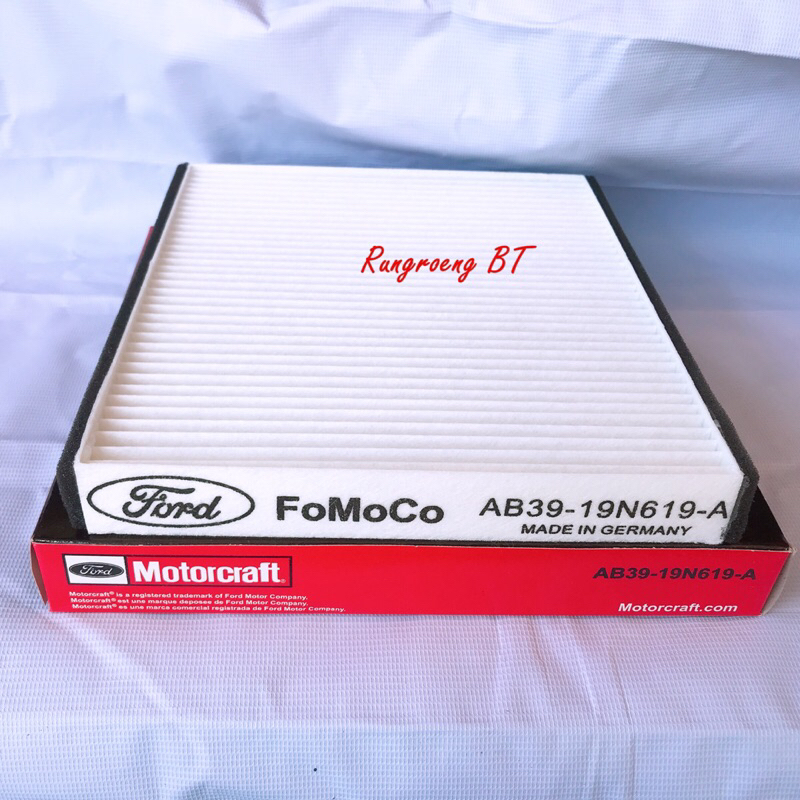 Rungroeng BT
Ford FoMoCo AB39-19N619-A
MADE IN GERMANY
Ford Motorcraft® AB39-19N619-A
Motorcraft® is a registered trademark of Ford Motor Company.
Motorcraft® est une marque deposee de Ford Motor Company.
Motorcraft® es une marca comercial registrada de Ford Motor Company.
Motorcraft.com